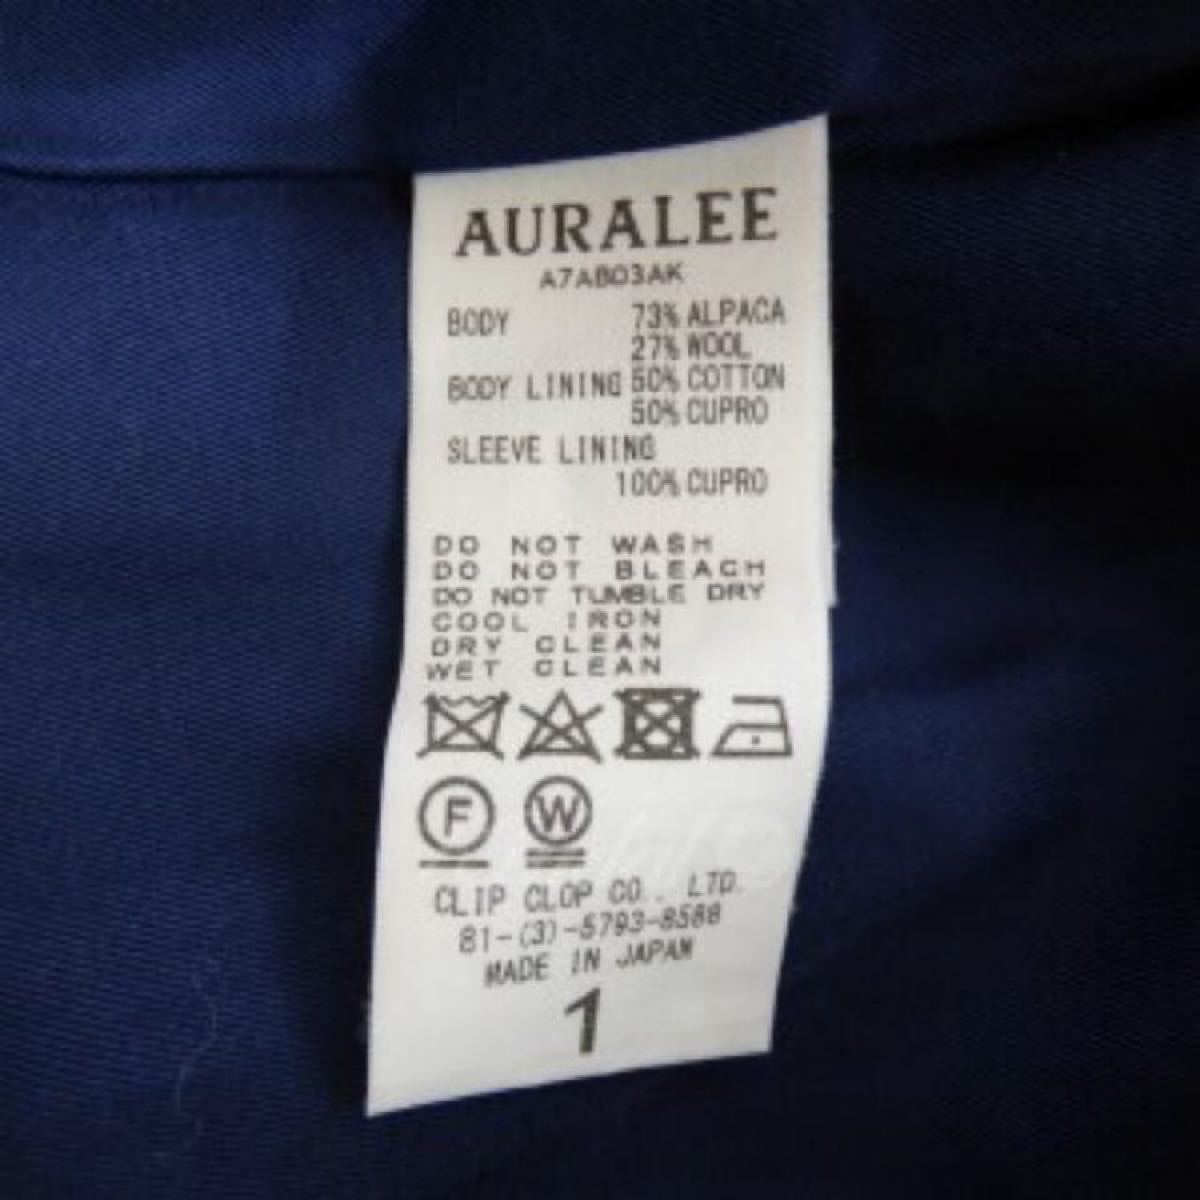 AURALEE
A7AB03AK
BODY 73% ALPACA
27% WOOL
BODY LINING 50% COTTON
50% CUPRO
SLEEVE LINING
100% CUPRO
DO NOT WASH
DO NOT BLEACH
DO NOT TUMBLE DRY
COOL IRON
DRY CLEAN
WET CLEAN
F W
CLIP CLOP CO., LTD.
81-(3)-5793-8588
MADE IN JAPAN
1